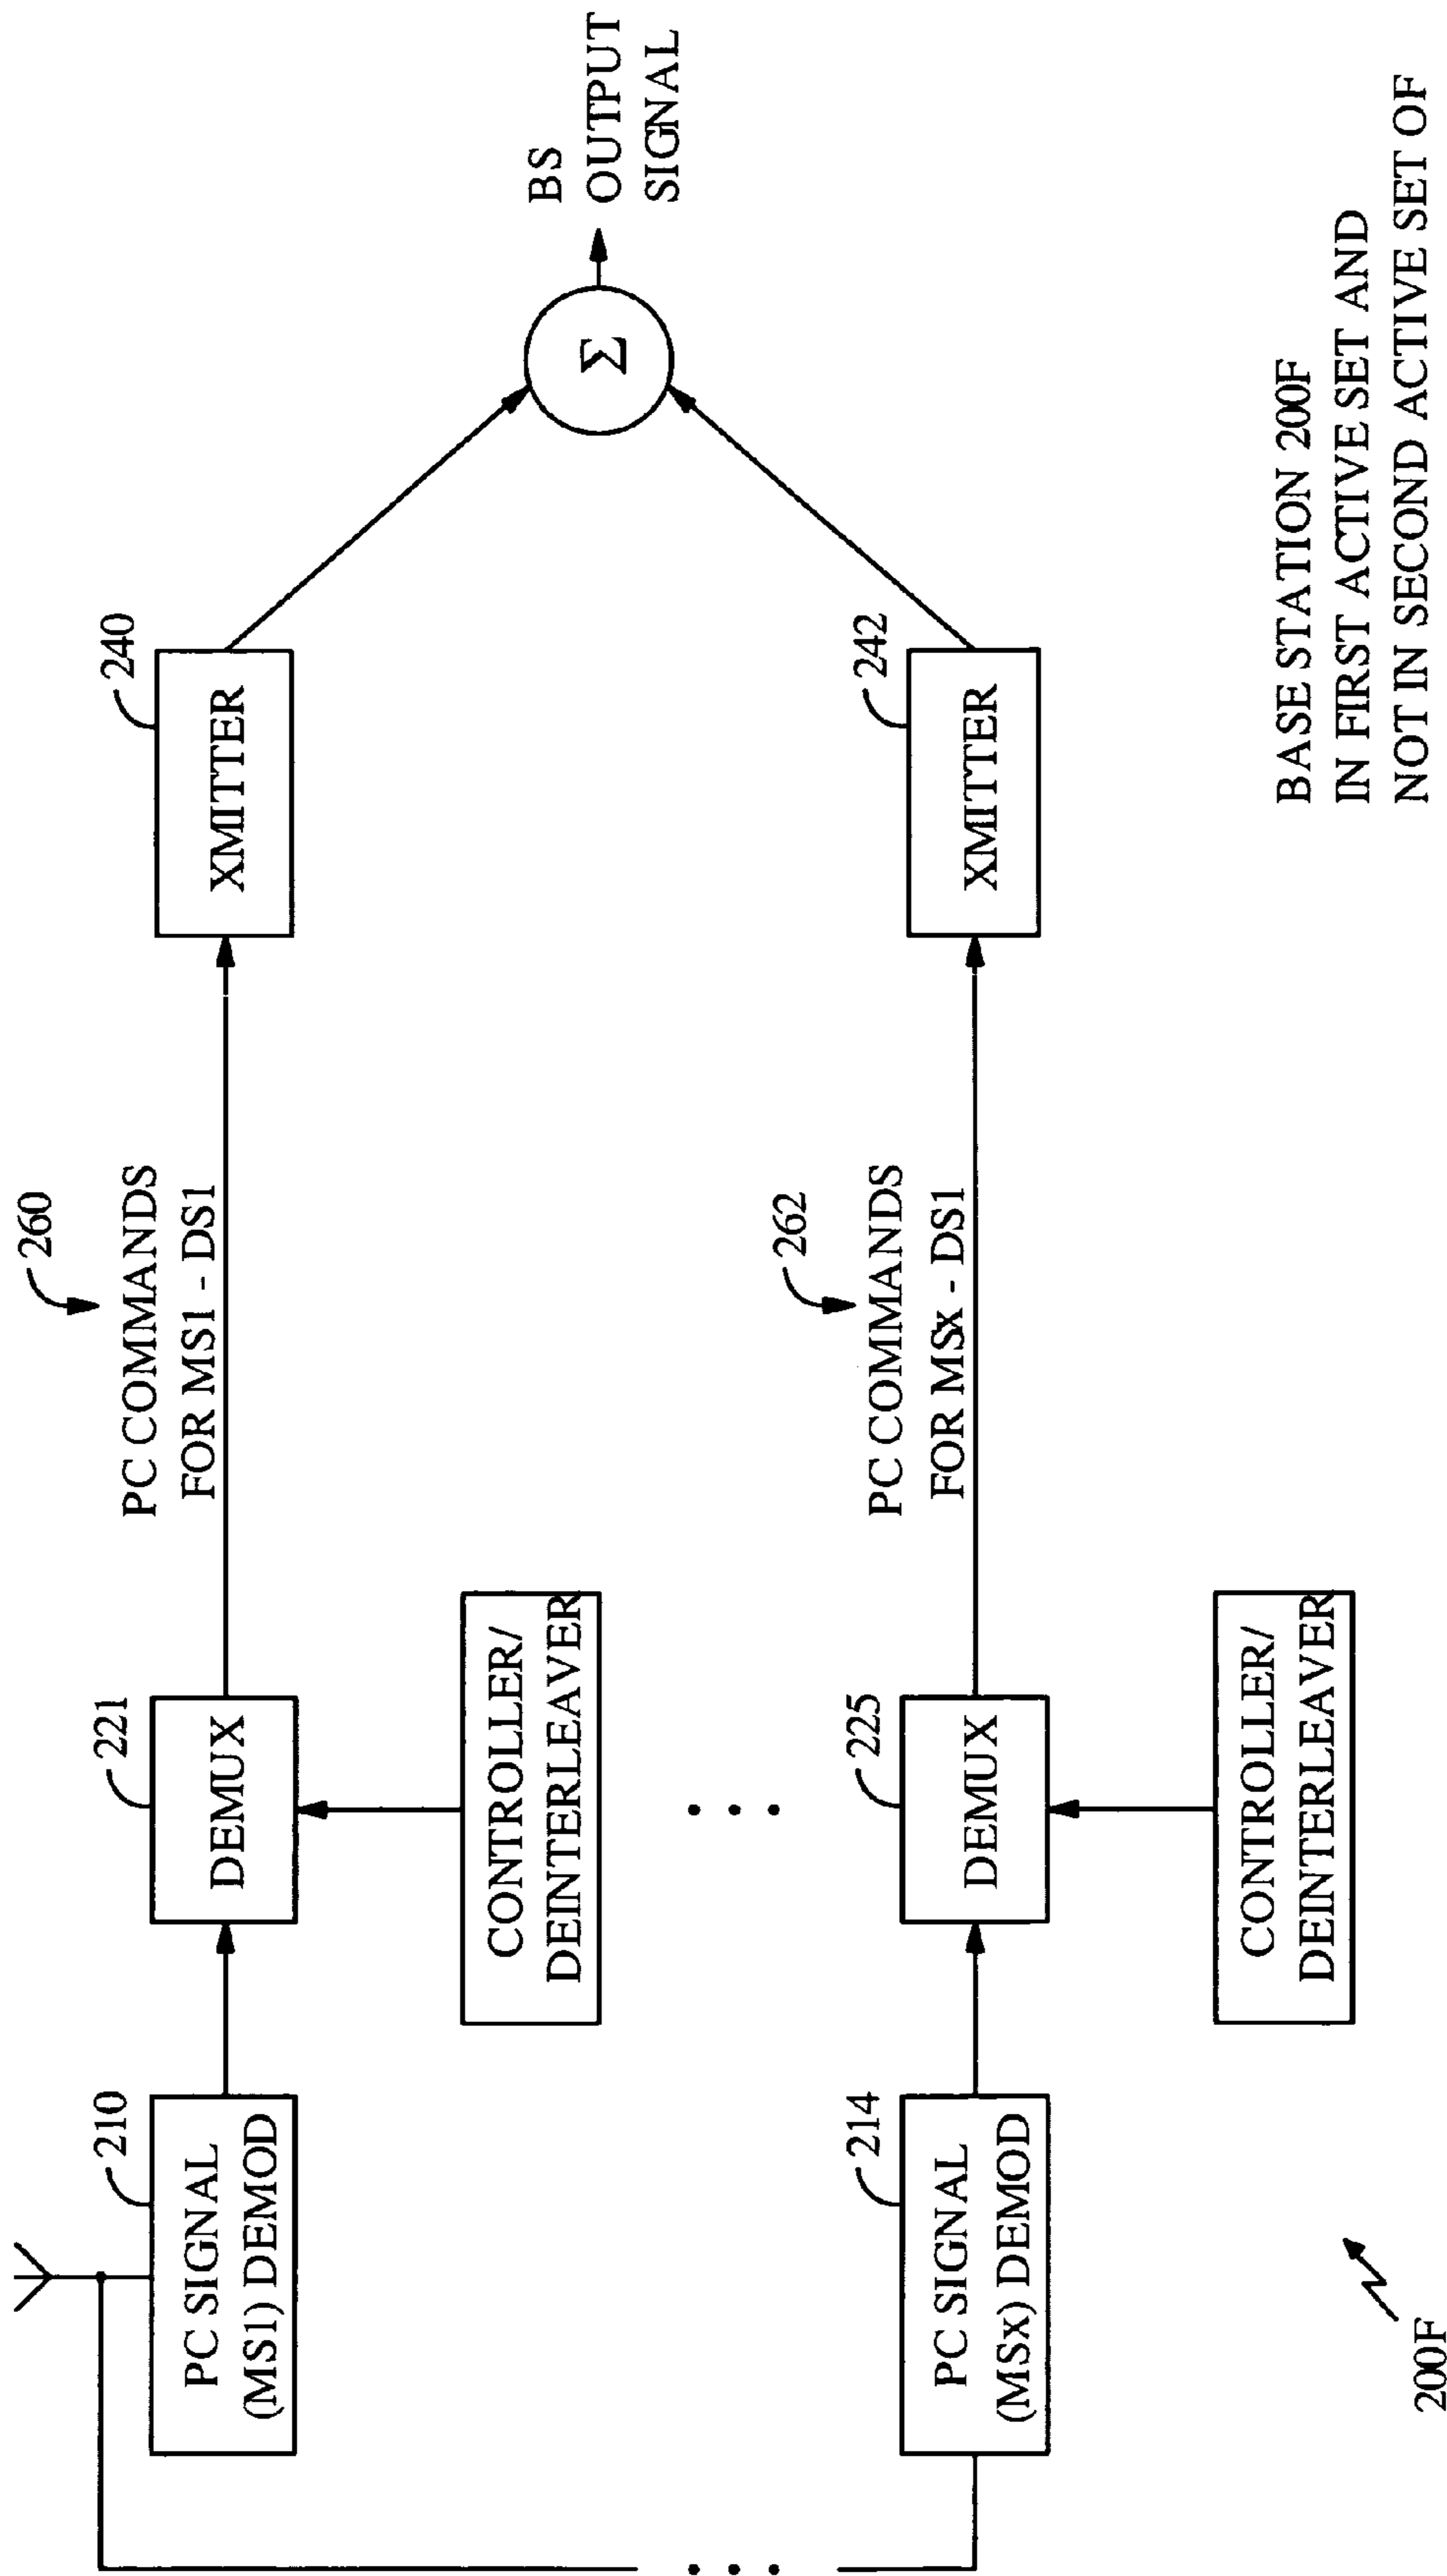 210
PC SIGNAL
(MS1) DEMOD
221
DEMUX
CONTROLLER/
DEINTERLEAVER
260
PC COMMANDS
FOR MS1 - DS1
240
XMITTER
Σ
BS
OUTPUT
SIGNAL
214
PC SIGNAL
(MSx) DEMOD
225
DEMUX
CONTROLLER/
DEINTERLEAVER
262
PC COMMANDS
FOR MSx - DS1
242
XMITTER
200F
BASE STATION 200F
IN FIRST ACTIVE SET AND
NOT IN SECOND ACTIVE SET OF